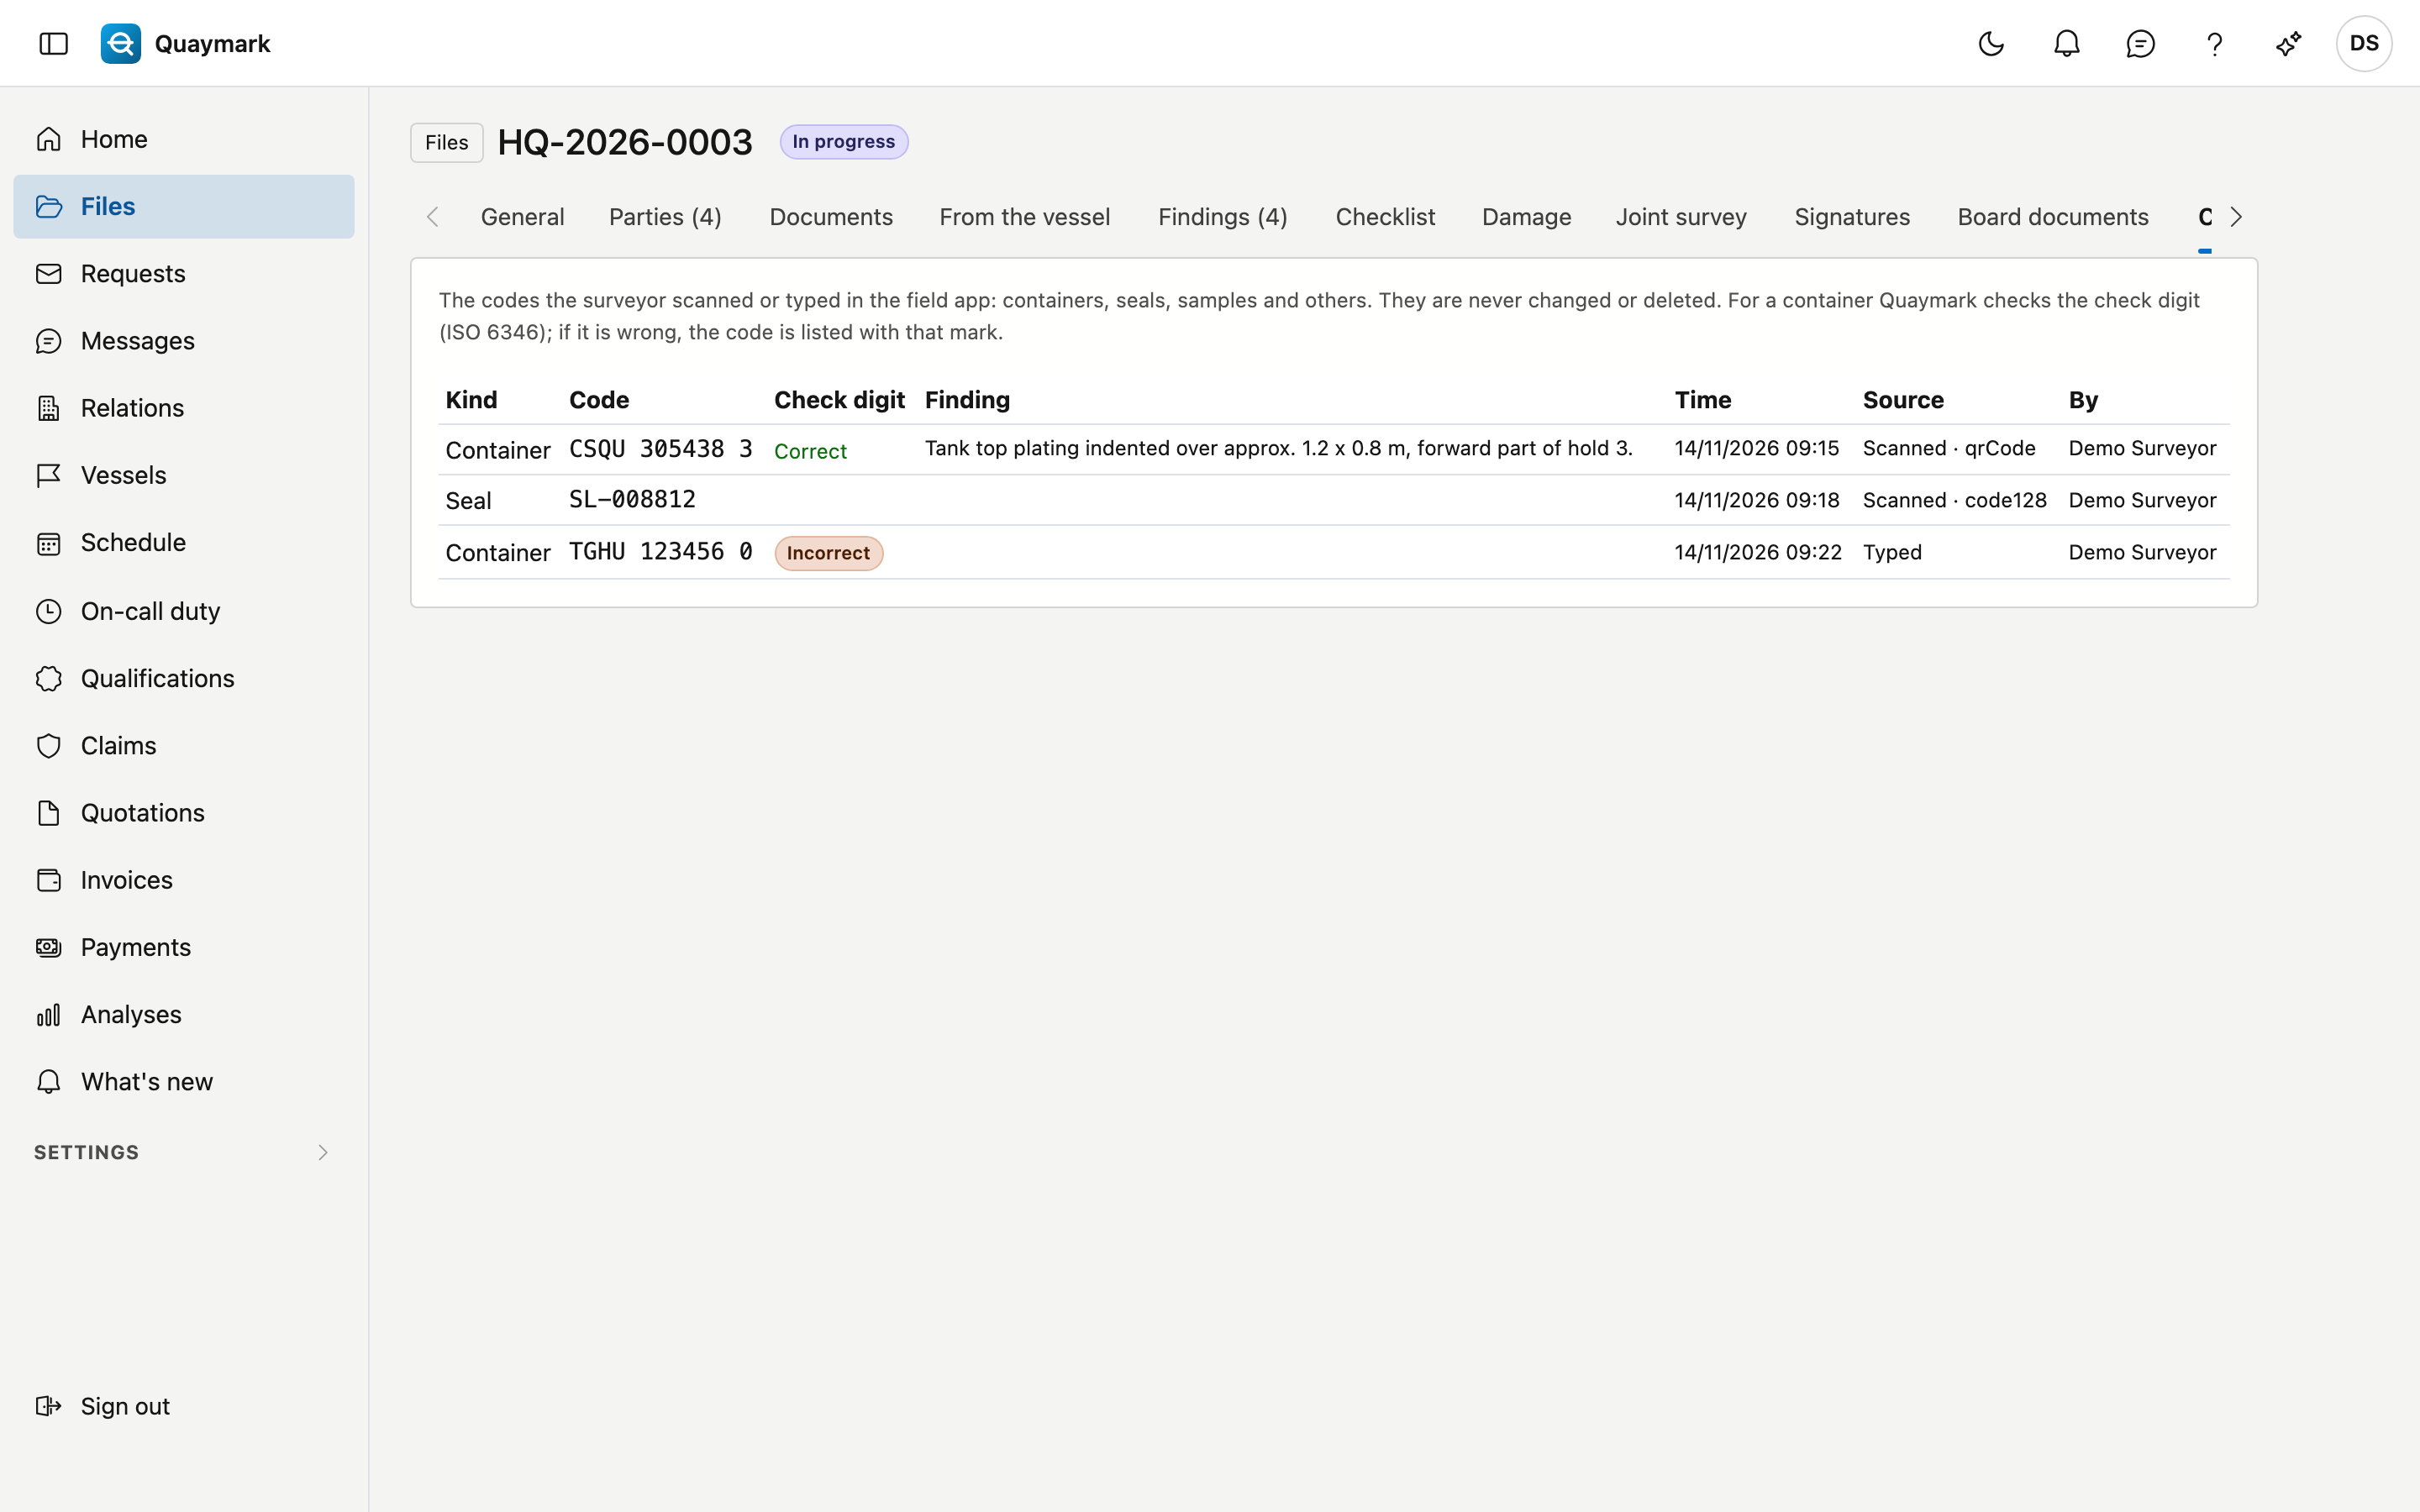 Quaymark
DS
Home
Files
Requests
Messages
Relations
Vessels
Schedule
On-call duty
Qualifications
Claims
Quotations
Invoices
Payments
Analyses
What's new
SETTINGS
Sign out
Files HQ-2026-0003 In progress
General Parties (4) Documents From the vessel Findings (4) Checklist Damage Joint survey Signatures Board documents
The codes the surveyor scanned or typed in the field app: containers, seals, samples and others. They are never changed or deleted. For a container Quaymark checks the check digit
(ISO 6346); if it is wrong, the code is listed with that mark.
Kind Code Check digit Finding Time Source By
Container CSQU 305438 3 Correct Tank top plating indented over approx. 1.2 x 0.8 m, forward part of hold 3. 14/11/2026 09:15 Scanned · qrCode Demo Surveyor
Seal SL-008812 14/11/2026 09:18 Scanned · code128 Demo Surveyor
Container TGHU 123456 0 Incorrect 14/11/2026 09:22 Typed Demo Surveyor